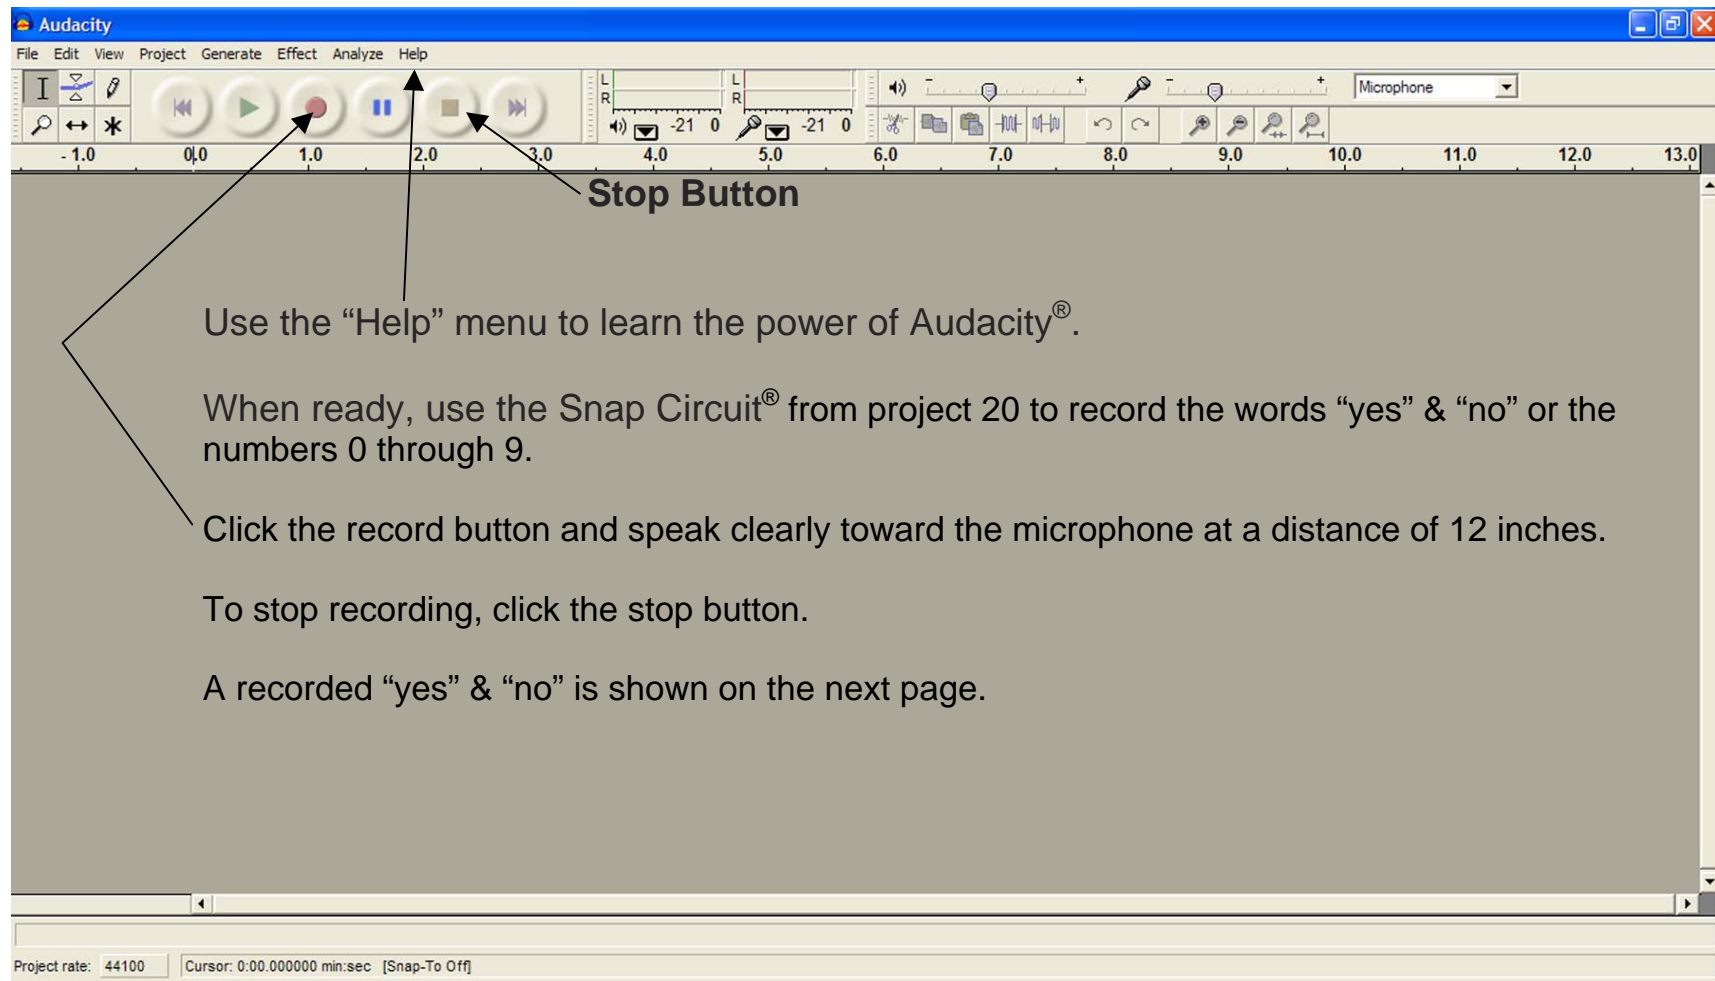 Audacity
File Edit View Project Generate Effect Analyze Help
L
R
-21 0
L
R
-21 0
- + - + Microphone
- 1.0 0.0 1.0 2.0 3.0 4.0 5.0 6.0 7.0 8.0 9.0 10.0 11.0 12.0 13.0
Stop Button
Use the “Help” menu to learn the power of Audacity®.
When ready, use the Snap Circuit® from project 20 to record the words “yes” & “no” or the
numbers 0 through 9.
Click the record button and speak clearly toward the microphone at a distance of 12 inches.
To stop recording, click the stop button.
A recorded “yes” & “no” is shown on the next page.
Project rate: 44100 Cursor: 0:00.000000 min:sec [Snap-To Off]